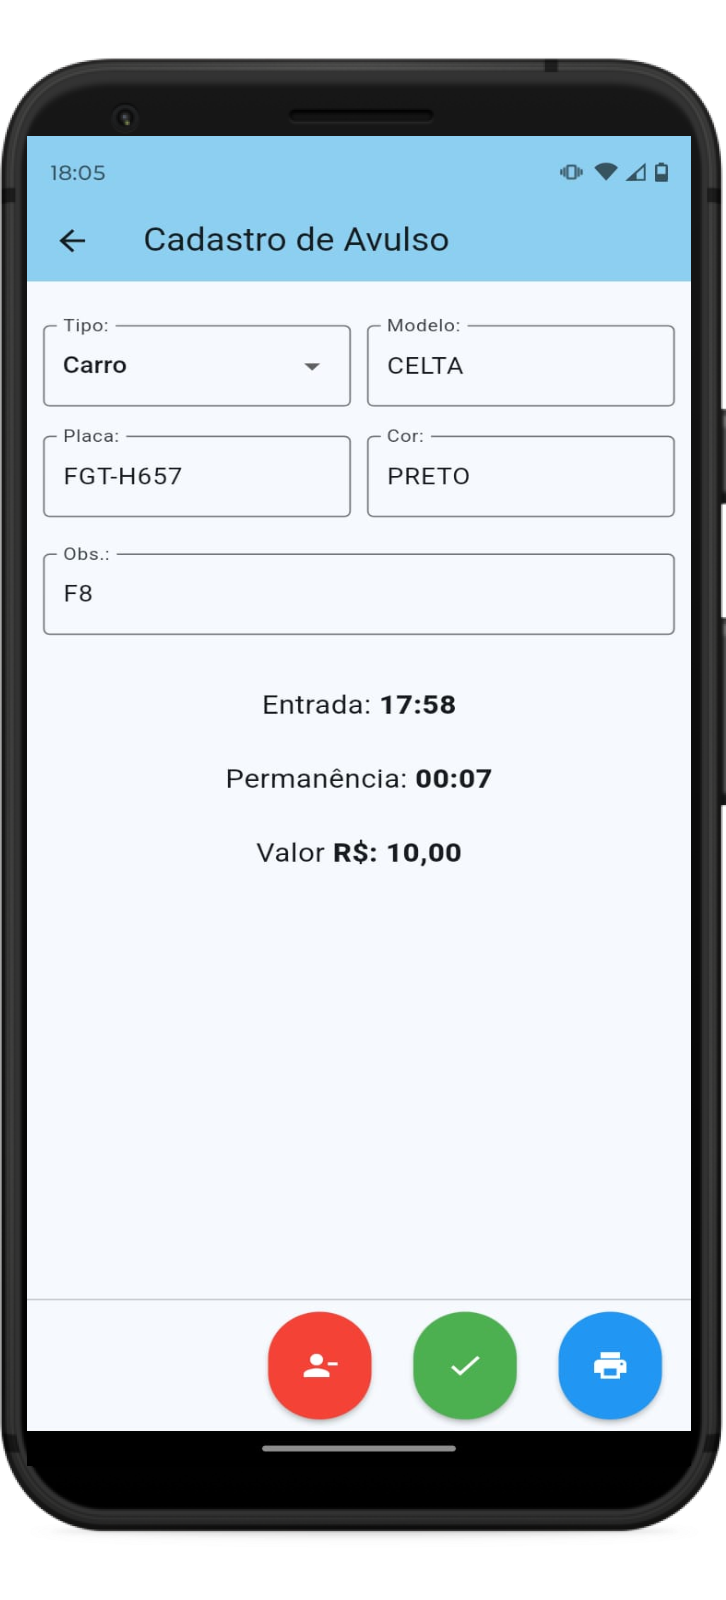 18:05
Cadastro de Avulso
Tipo: Modelo:
Carro CELTA
Placa: Cor:
FGT-H657 PRETO
Obs.:
F8
Entrada: 17:58
Permanência: 00:07
Valor R$: 10,00